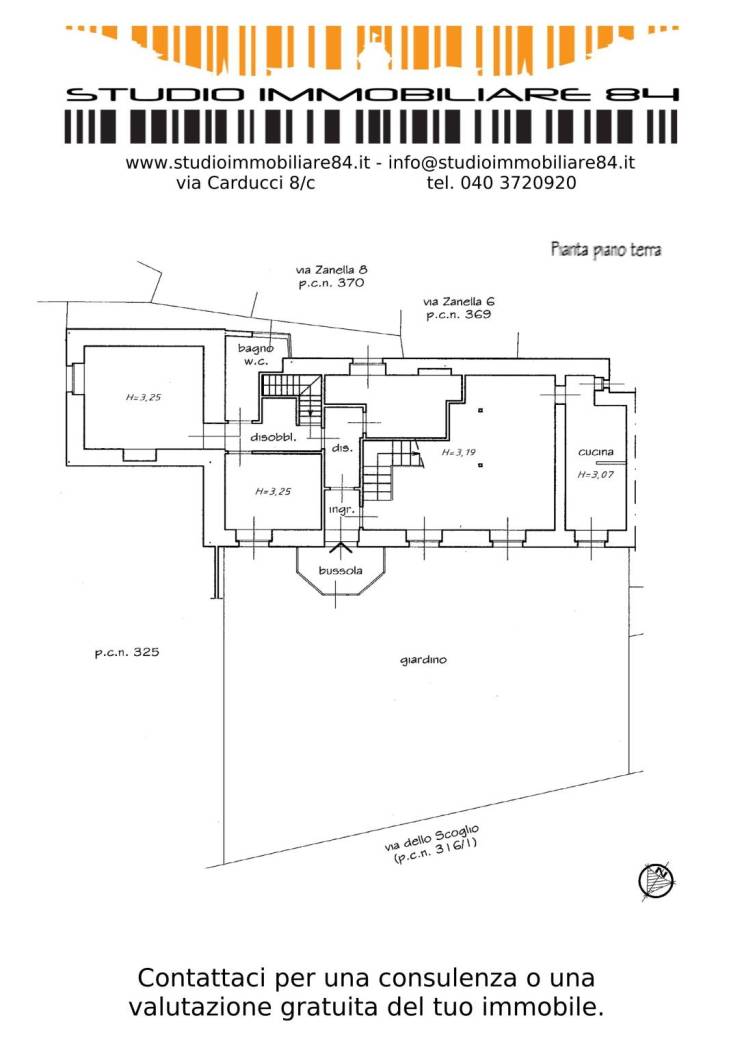 STUDIO IMMOBILIARE 84
www.studioimmobiliare84.it - info@studioimmobiliare84.it
via Carducci 8/c tel. 040 3720920
Pianta piano terra
via Zanella 8
p.c.n. 370
via Zanella 6
p.c.n. 369
bagno
w.c.
H=3,25
disobbl.
dis.
H=3,19
cucina
H=3,07
H=3,25
ingr.
bussola
p.c.n. 325
giardino
via dello Scoglio
(p.c.n. 316/1)
N
Contattaci per una consulenza o una
valutazione gratuita del tuo immobile.